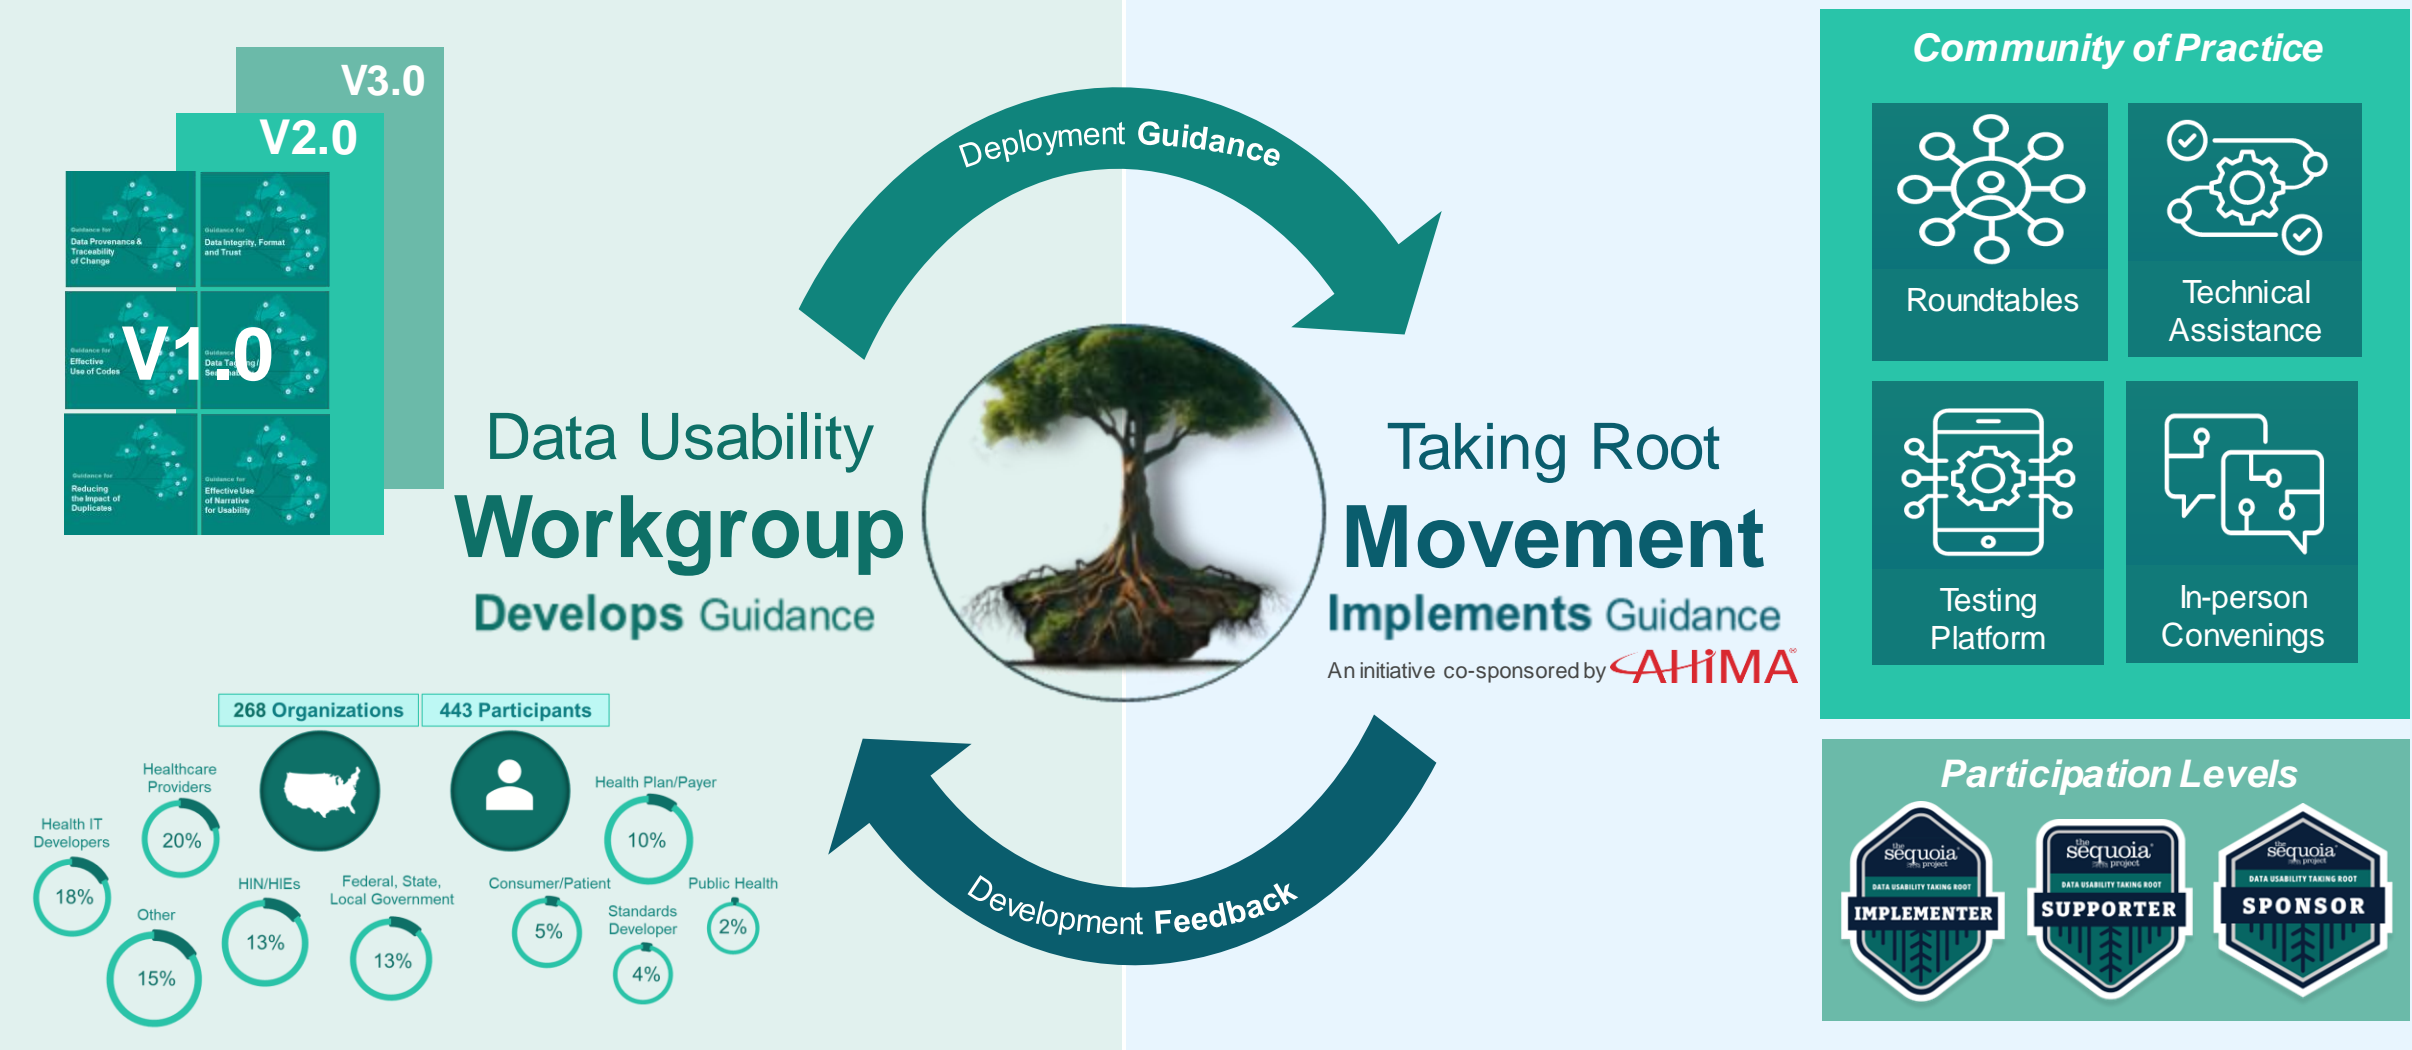 V3.0
V2.0
V1.0
Guidance for
Data Provenance &
Traceability
of Change
Guidance for
Data Integrity, Format
and Trust
Guidance for
Effective
Use of Codes
Guidance for
Reducing
the Impact of
Duplicates
Guidance for
Effective Use
of Narrative
for Usability
Data Usability
Workgroup
Develops Guidance
268 Organizations
443 Participants
Healthcare
Providers
20%
Health IT
Developers
18%
Other
15%
HIN/HIEs
13%
Federal, State,
Local Government
13%
Consumer/Patient
5%
Health Plan/Payer
10%
Standards
Developer
4%
Public Health
2%
Deployment Guidance
Development Feedback
Taking Root
Movement
Implements Guidance
An initiative co-sponsored by AHiMA®
Community of Practice
Roundtables
Technical
Assistance
Testing
Platform
In-person
Convenings
Participation Levels
the
sequoia
project
DATA USABILITY TAKING ROOT
IMPLEMENTER
the
sequoia
project
DATA USABILITY TAKING ROOT
SUPPORTER
the
sequoia
project
DATA USABILITY TAKING ROOT
SPONSOR